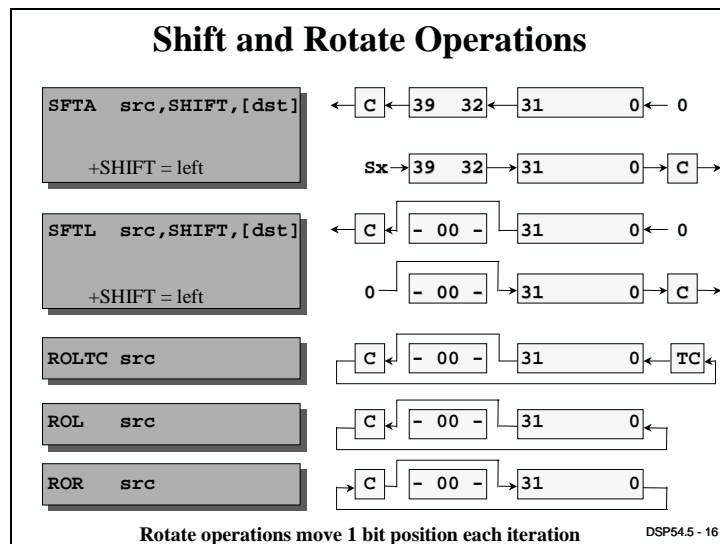 Shift and Rotate Operations
SFTA src,SHIFT,[dst]
+SHIFT = left
C 39 32 31 0 0
Sx 39 32 31 0 C
SFTL src,SHIFT,[dst]
+SHIFT = left
C - 00 - 31 0 0
0 - 00 - 31 0 C
ROLTC src
C - 00 - 31 0 TC
ROL src
C - 00 - 31 0
ROR src
C - 00 - 31 0
Rotate operations move 1 bit position each iteration
DSP54.5 - 16